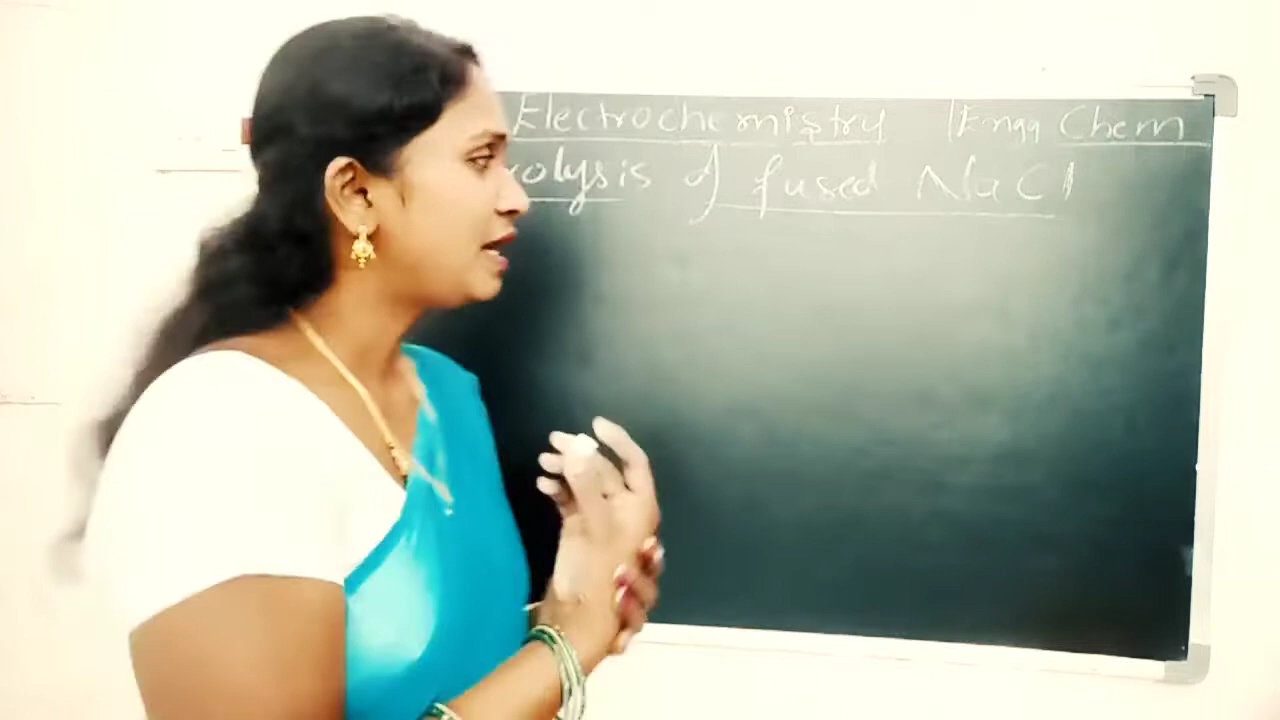 Electrochemistry | Engg Chem
rolysis of fused NaCl